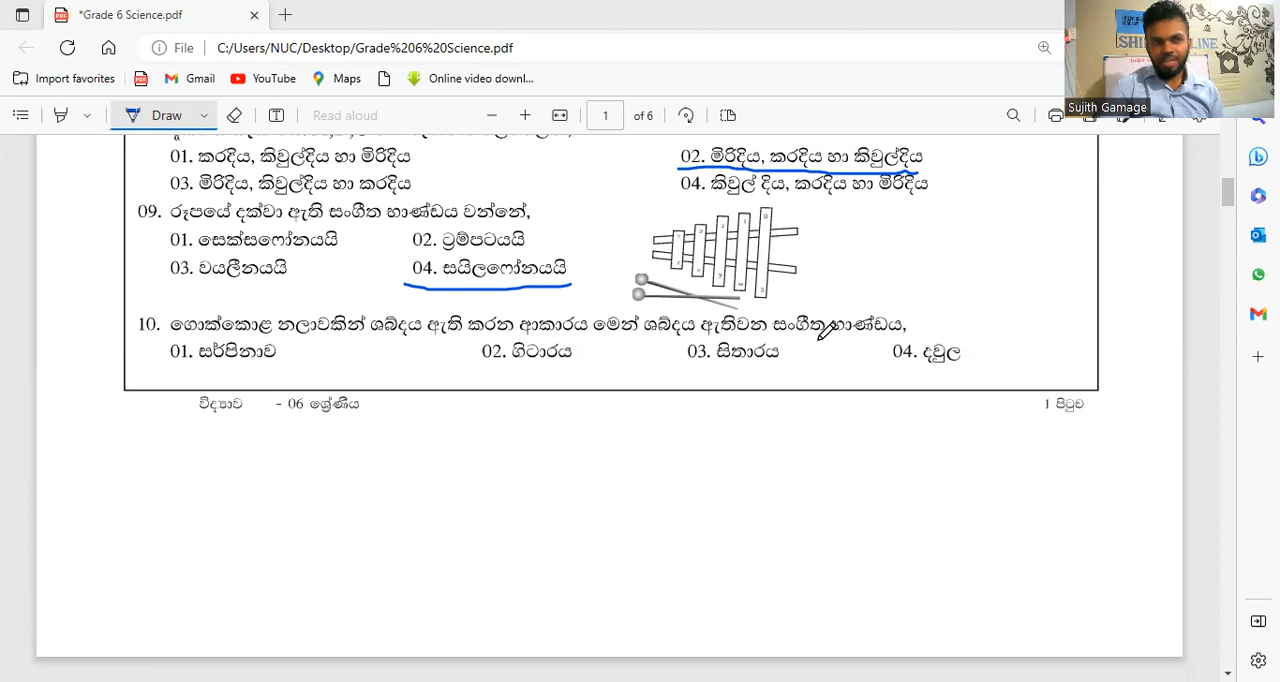 *Grade 6 Science.pdf
File C:/Users/NUC/Desktop/Grade%206%20Science.pdf
Import favorites Gmail YouTube Maps Online video downl...
Draw Read aloud 1 of 6
Sujith Gamage
01. කරදිය, කිවුල්දිය හා මිරිදිය 02. මිරිදිය, කරදිය හා කිවුල්දිය
03. මිරිදිය, කිවුල්දිය හා කරදිය 04. කිවුල් දිය, කරදිය හා මිරිදිය
09. රූපයේ දක්වා ඇති සංගීත භාණ්ඩය වන්නේ,
01. සෙක්සෆෝනයයි 02. ට්‍රම්පටයයි
03. වයලීනයයි 04. සයිලෆෝනයයි
10. ගොක්කොළ නලාවකින් ශබ්දය ඇති කරන ආකාරය මෙන් ශබ්දය ඇතිවන සංගීත භාණ්ඩය,
01. සර්පිනාව 02. ගිටාරය 03. සිතාරය 04. දවුල
විද්‍යාව - 06 ශ්‍රේණිය 1 පිටුව